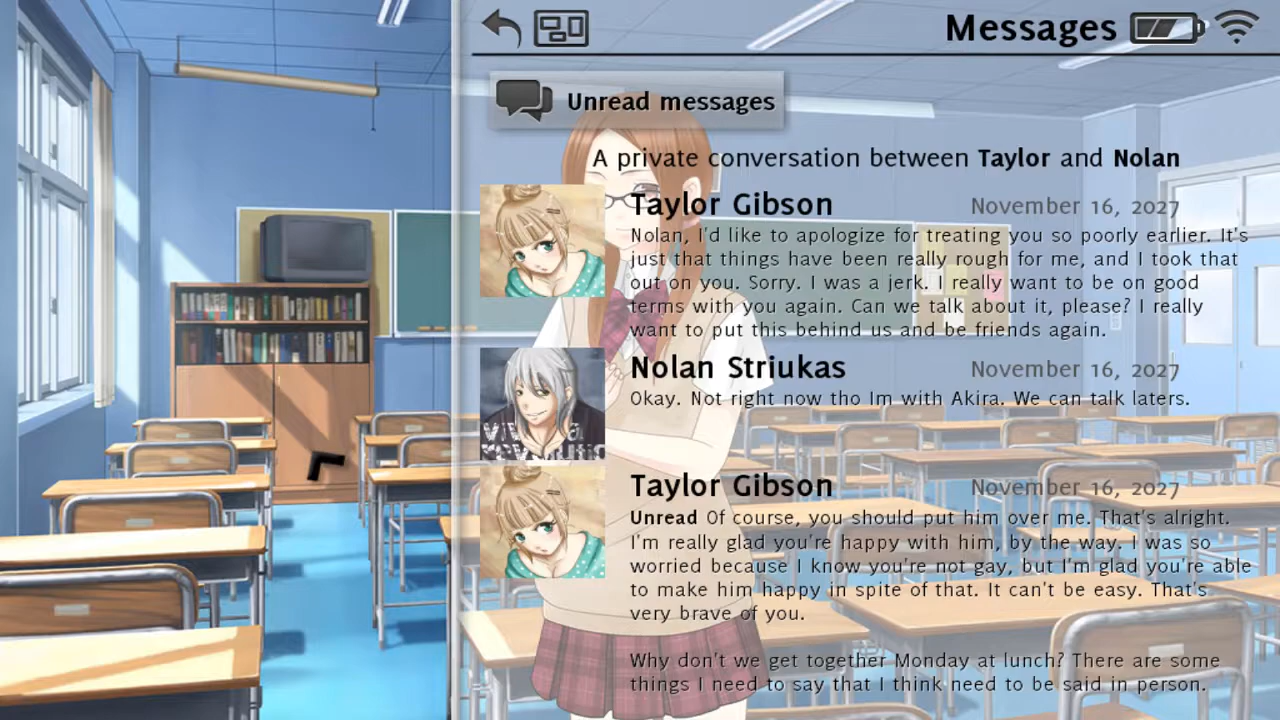 Messages
Unread messages
A private conversation between Taylor and Nolan
Taylor Gibson November 16, 2027
Nolan, I'd like to apologize for treating you so poorly earlier. It's
just that things have been really rough for me, and I took that
out on you. Sorry. I was a jerk. I really want to be on good
terms with you again. Can we talk about it, please? I really
want to put this behind us and be friends again.
Nolan Striukas November 16, 2027
Okay. Not right now tho Im with Akira. We can talk laters.
Taylor Gibson November 16, 2027
Unread Of course, you should put him over me. That's alright.
I'm really glad you're happy with him, by the way. I was so
worried because I know you're not gay, but I'm glad you're able
to make him happy in spite of that. It can't be easy. That's
very brave of you.
Why don't we get together Monday at lunch? There are some
things I need to say that I think need to be said in person.